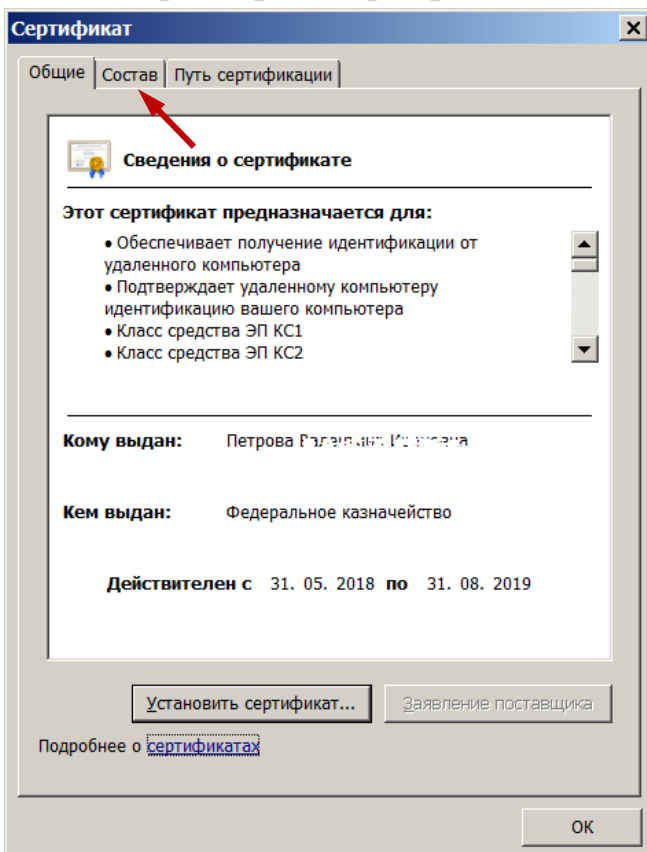 Сертификат
Общие Состав Путь сертификации
Сведения о сертификате
Этот сертификат предназначается для:
• Обеспечивает получение идентификации от
удаленного компьютера
• Подтверждает удаленному компьютеру
идентификацию вашего компьютера
• Класс средства ЭП КС1
• Класс средства ЭП КС2
Кому выдан: Петрова
Кем выдан: Федеральное казначейство
Действителен с 31. 05. 2018 по 31. 08. 2019
Установить сертификат... Заявление поставщика
Подробнее о сертификатах
ОК